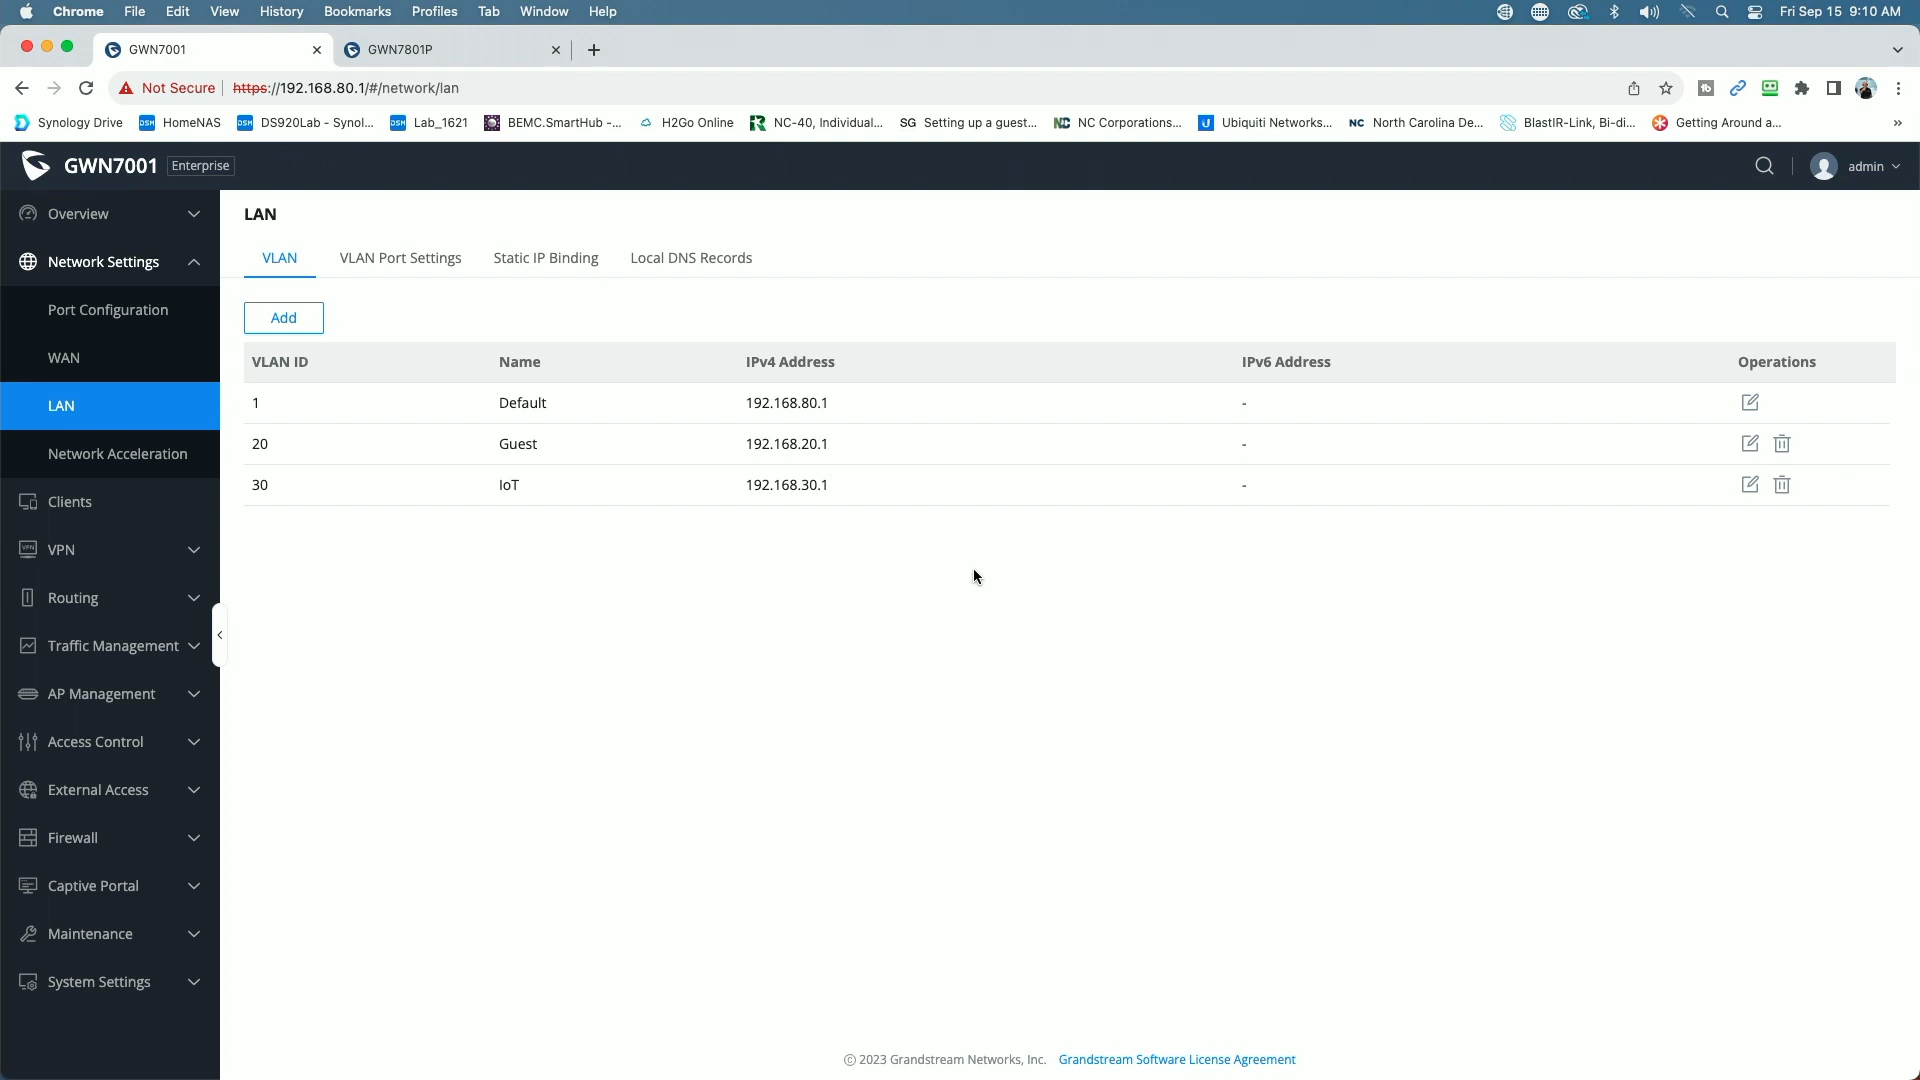 Chrome File Edit View History Bookmarks Profiles Tab Window Help Fri Sep 15 9:10 AM
GWN7001 GWN7801P
Not Secure https://192.168.80.1/#/network/lan
Synology Drive HomeNAS DS920Lab - Synol... Lab_1621 BEMC.SmartHub -... H2Go Online NC-40, Individual... SG Setting up a guest... NC Corporations... Ubiquiti Networks... NC North Carolina De... BlastIR-Link, Bi-di... Getting Around a... »
GWN7001 Enterprise admin
Overview
Network Settings
Port Configuration
WAN
LAN
Network Acceleration
Clients
VPN
Routing
Traffic Management
AP Management
Access Control
External Access
Firewall
Captive Portal
Maintenance
System Settings
LAN
VLAN VLAN Port Settings Static IP Binding Local DNS Records
Add
VLAN ID Name IPv4 Address IPv6 Address Operations
1 Default 192.168.80.1 -
20 Guest 192.168.20.1 -
30 IoT 192.168.30.1 -
© 2023 Grandstream Networks, Inc. Grandstream Software License Agreement